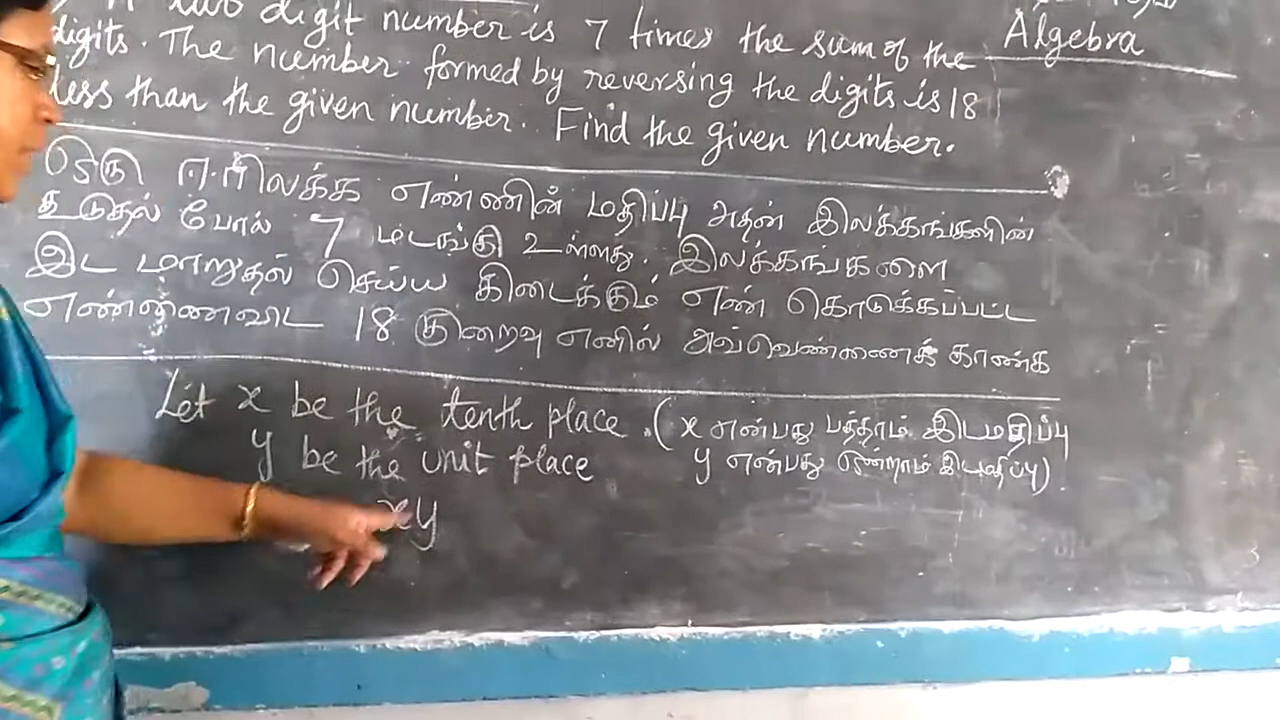 two digit number is 7 times the sum of the
digits. The number formed by reversing the digits is 18
less than the given number. Find the given number.
Algebra
ஒரு ஈரிலக்க எண்ணின் மதிப்பு அதன் இலக்கங்களின்
கூடுதல் போல் 7 மடங்கு உள்ளது. இலக்கங்களை
இட மாறுதல் செய்ய கிடைக்கும் எண் கொடுக்கப்பட்ட
எண்ணைவிட 18 குறைவு எனில் அவ்வெண்ணைக் காண்க
Let x be the tenth place. (x என்பது பத்தாம் இடமதிப்பு
y be the unit place y என்பது ஒன்றாம் இடமதிப்பு).
xy